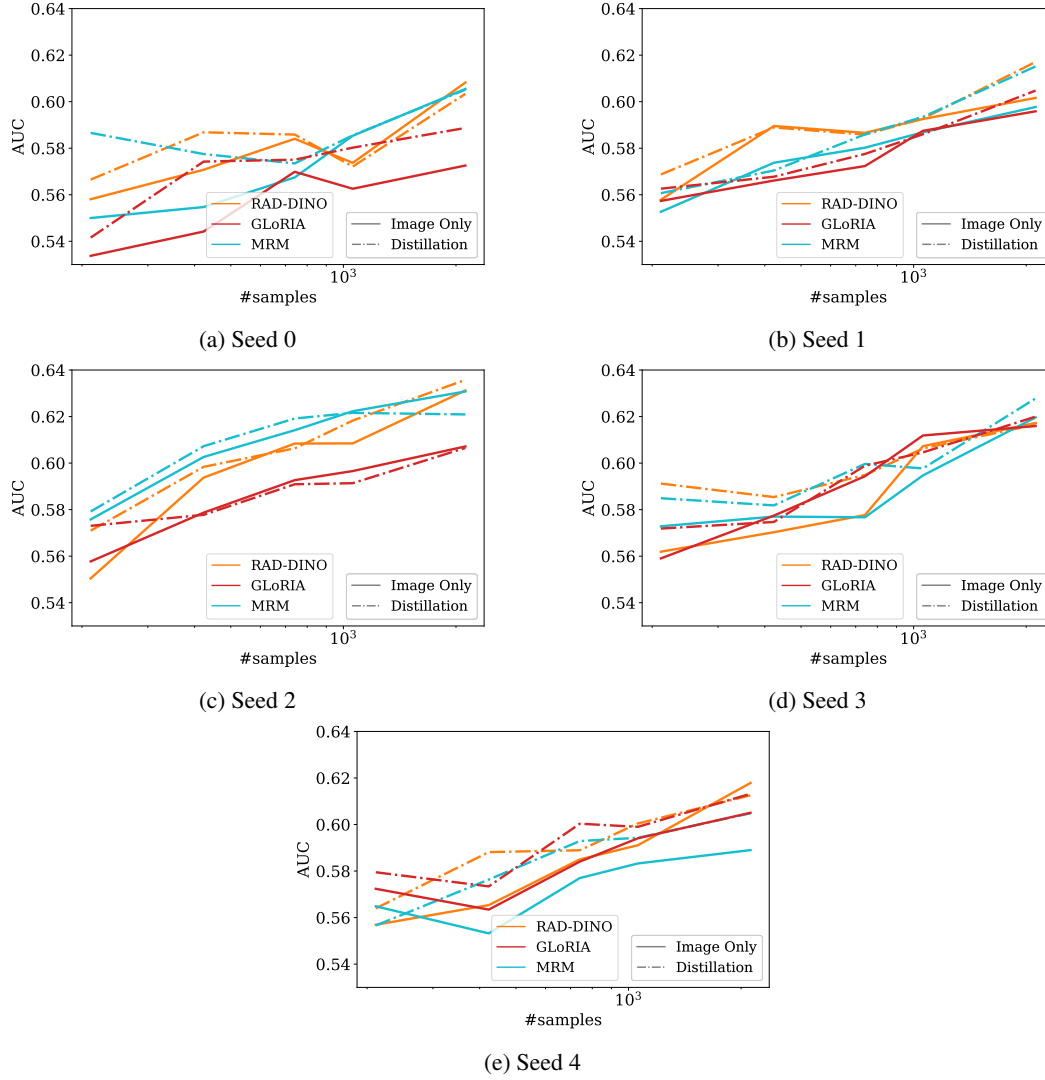 0.64
0.62
0.60
0.58
0.56
0.54
AUC
RAD-DINO
GLoRIA
MRM
Image Only
Distillation
10³
#samples
(a) Seed 0
0.64
0.62
0.60
0.58
0.56
0.54
AUC
RAD-DINO
GLoRIA
MRM
Image Only
Distillation
10³
#samples
(b) Seed 1
0.64
0.62
0.60
0.58
0.56
0.54
AUC
RAD-DINO
GLoRIA
MRM
Image Only
Distillation
10³
#samples
(c) Seed 2
0.64
0.62
0.60
0.58
0.56
0.54
AUC
RAD-DINO
GLoRIA
MRM
Image Only
Distillation
10³
#samples
(d) Seed 3
0.64
0.62
0.60
0.58
0.56
0.54
AUC
RAD-DINO
GLoRIA
MRM
Image Only
Distillation
10³
#samples
(e) Seed 4